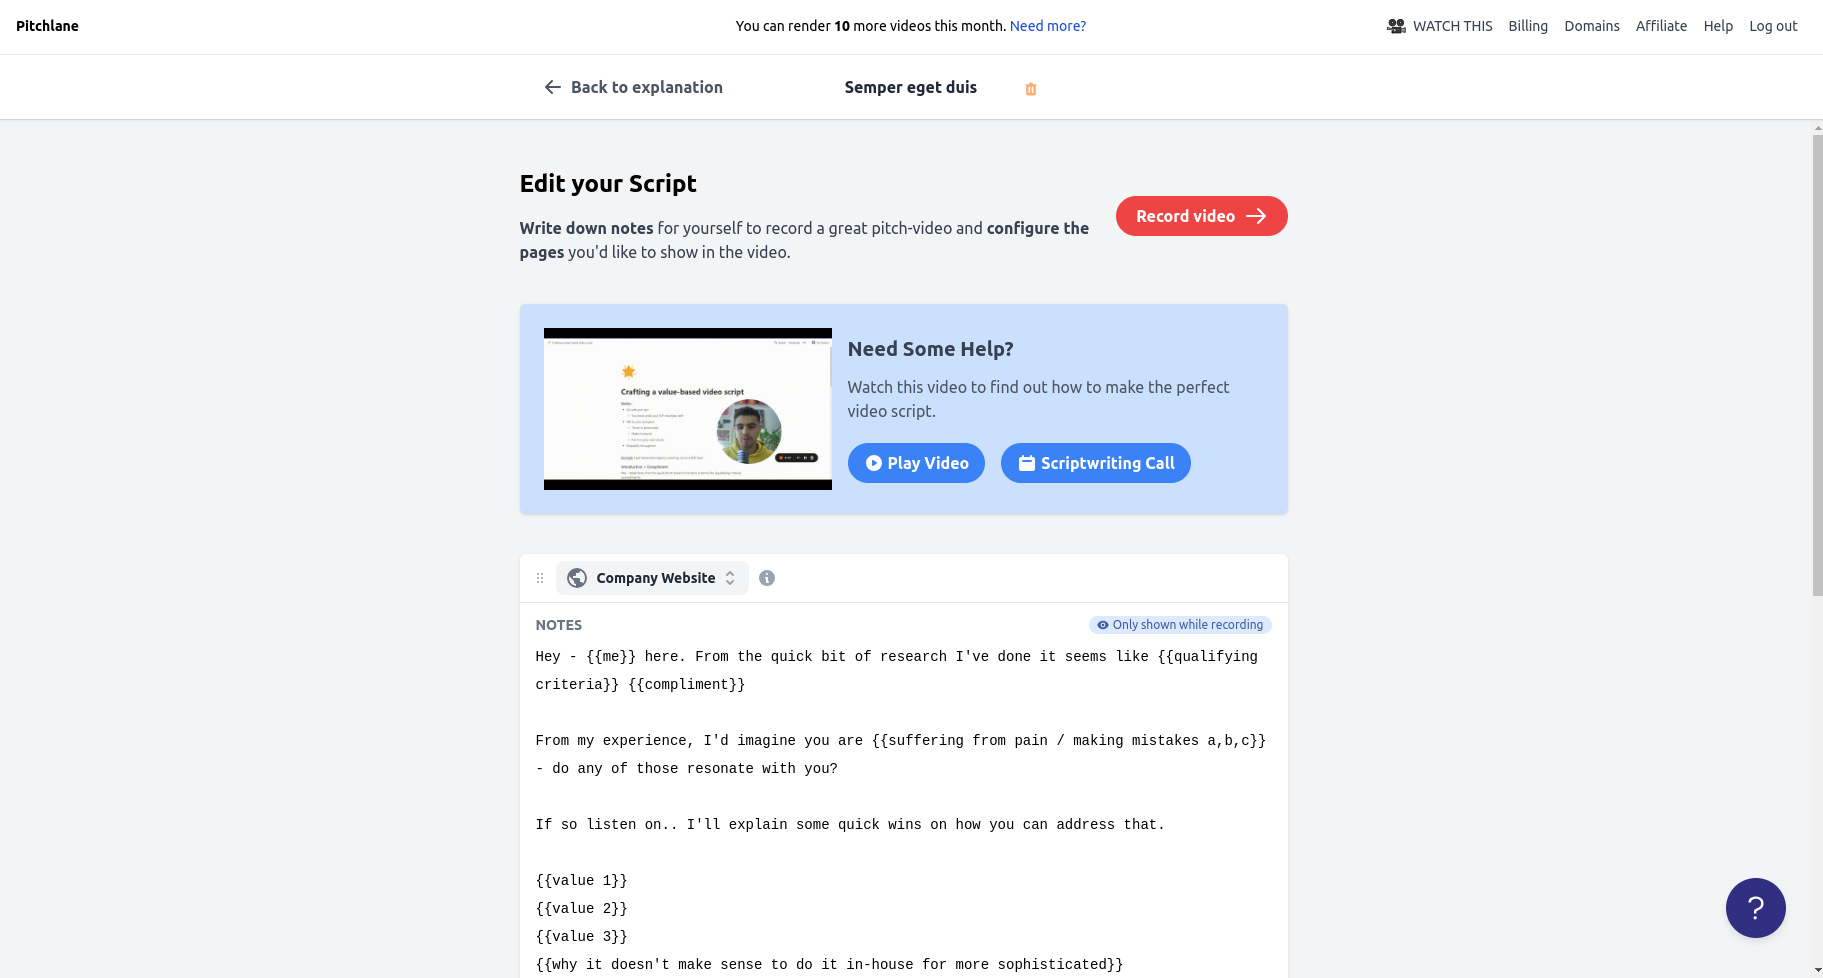 Pitchlane
You can render 10 more videos this month. Need more?
WATCH THIS Billing Domains Affiliate Help Log out
Back to explanation
Semper eget duis
Edit your Script
Write down notes for yourself to record a great pitch-video and configure the
pages you'd like to show in the video.
Record video
Crafting a value-based video script
Need Some Help?
Watch this video to find out how to make the perfect
video script.
Play Video
Scriptwriting Call
Company Website
NOTES
Only shown while recording
Hey - {{me}} here. From the quick bit of research I've done it seems like {{qualifying
criteria}} {{compliment}}
From my experience, I'd imagine you are {{suffering from pain / making mistakes a,b,c}}
- do any of those resonate with you?
If so listen on.. I'll explain some quick wins on how you can address that.
{{value 1}}
{{value 2}}
{{value 3}}
{{why it doesn't make sense to do it in-house for more sophisticated}}
?